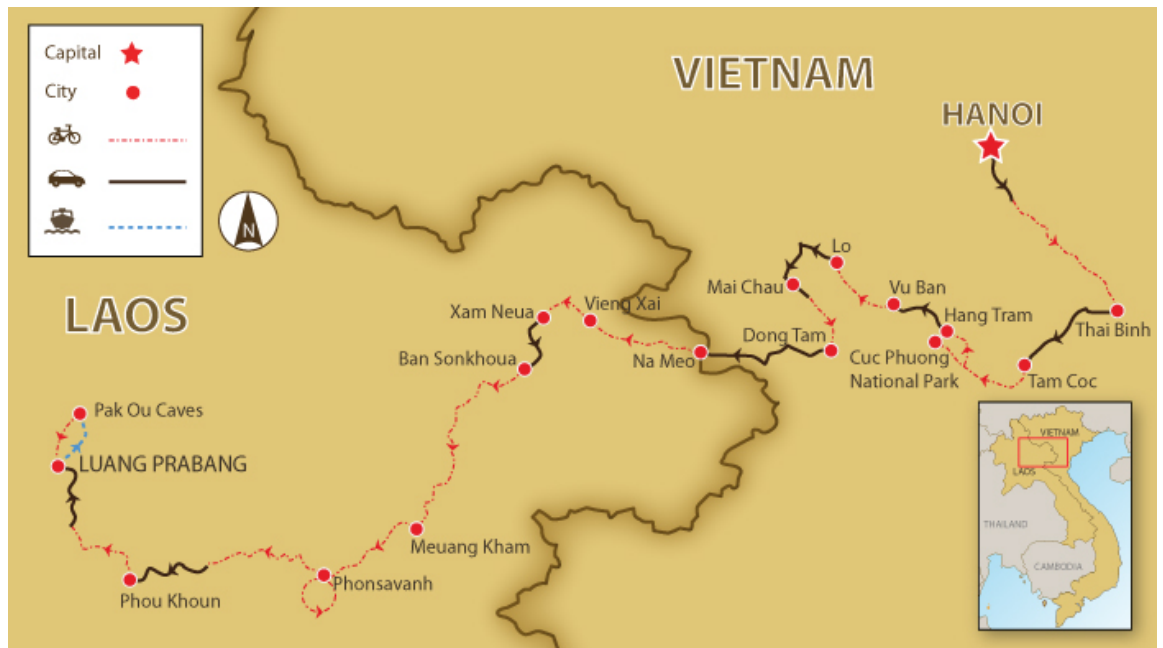 Capital
City
N
VIETNAM
HANOI
LAOS
Lo
Mai Chau
Vu Ban
Hang Tram
Thai Binh
Xam Neua
Vieng Xai
Dong Tam
Na Meo
Cuc Phuong
National Park
Tam Coc
Ban Sonkhoua
Pak Ou Caves
LUANG PRABANG
Meuang Kham
Phonsavanh
Phou Khoun
VIETNAM
LAOS
THAILAND
CAMBODIA